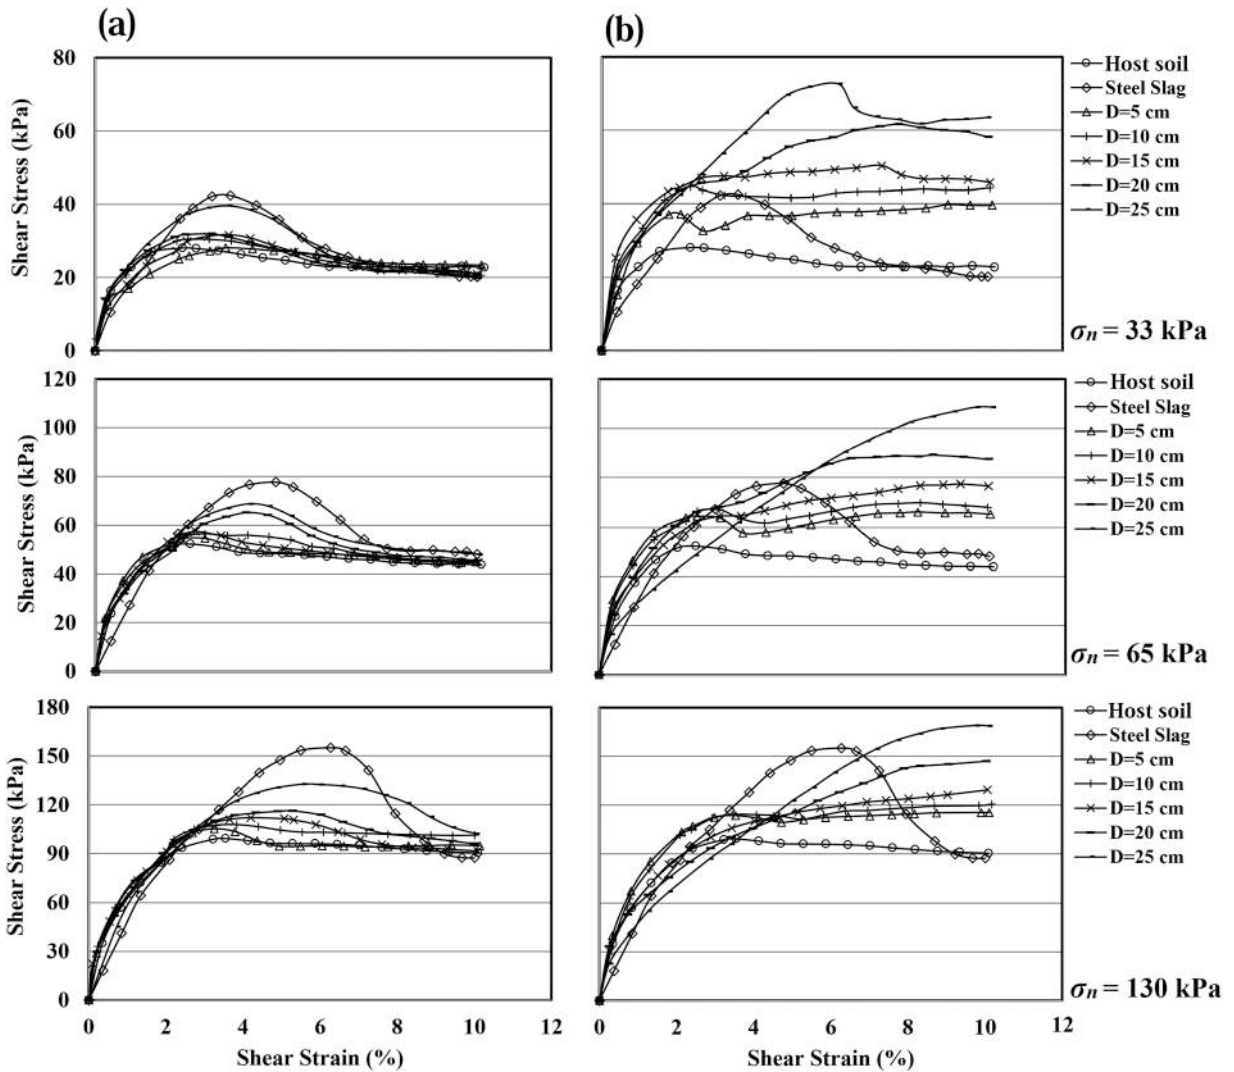 (a)
(b)
80
60
40
20
0
Shear Stress (kPa)
Host soil
Steel Slag
D=5 cm
D=10 cm
D=15 cm
D=20 cm
D=25 cm
σn = 33 kPa
120
100
80
60
40
20
0
Shear Stress (kPa)
Host soil
Steel Slag
D=5 cm
D=10 cm
D=15 cm
D=20 cm
D=25 cm
σn = 65 kPa
180
150
120
90
60
30
0
Shear Stress (kPa)
Host soil
Steel Slag
D=5 cm
D=10 cm
D=15 cm
D=20 cm
D=25 cm
σn = 130 kPa
0 2 4 6 8 10 12
0 2 4 6 8 10 12
Shear Strain (%)
Shear Strain (%)